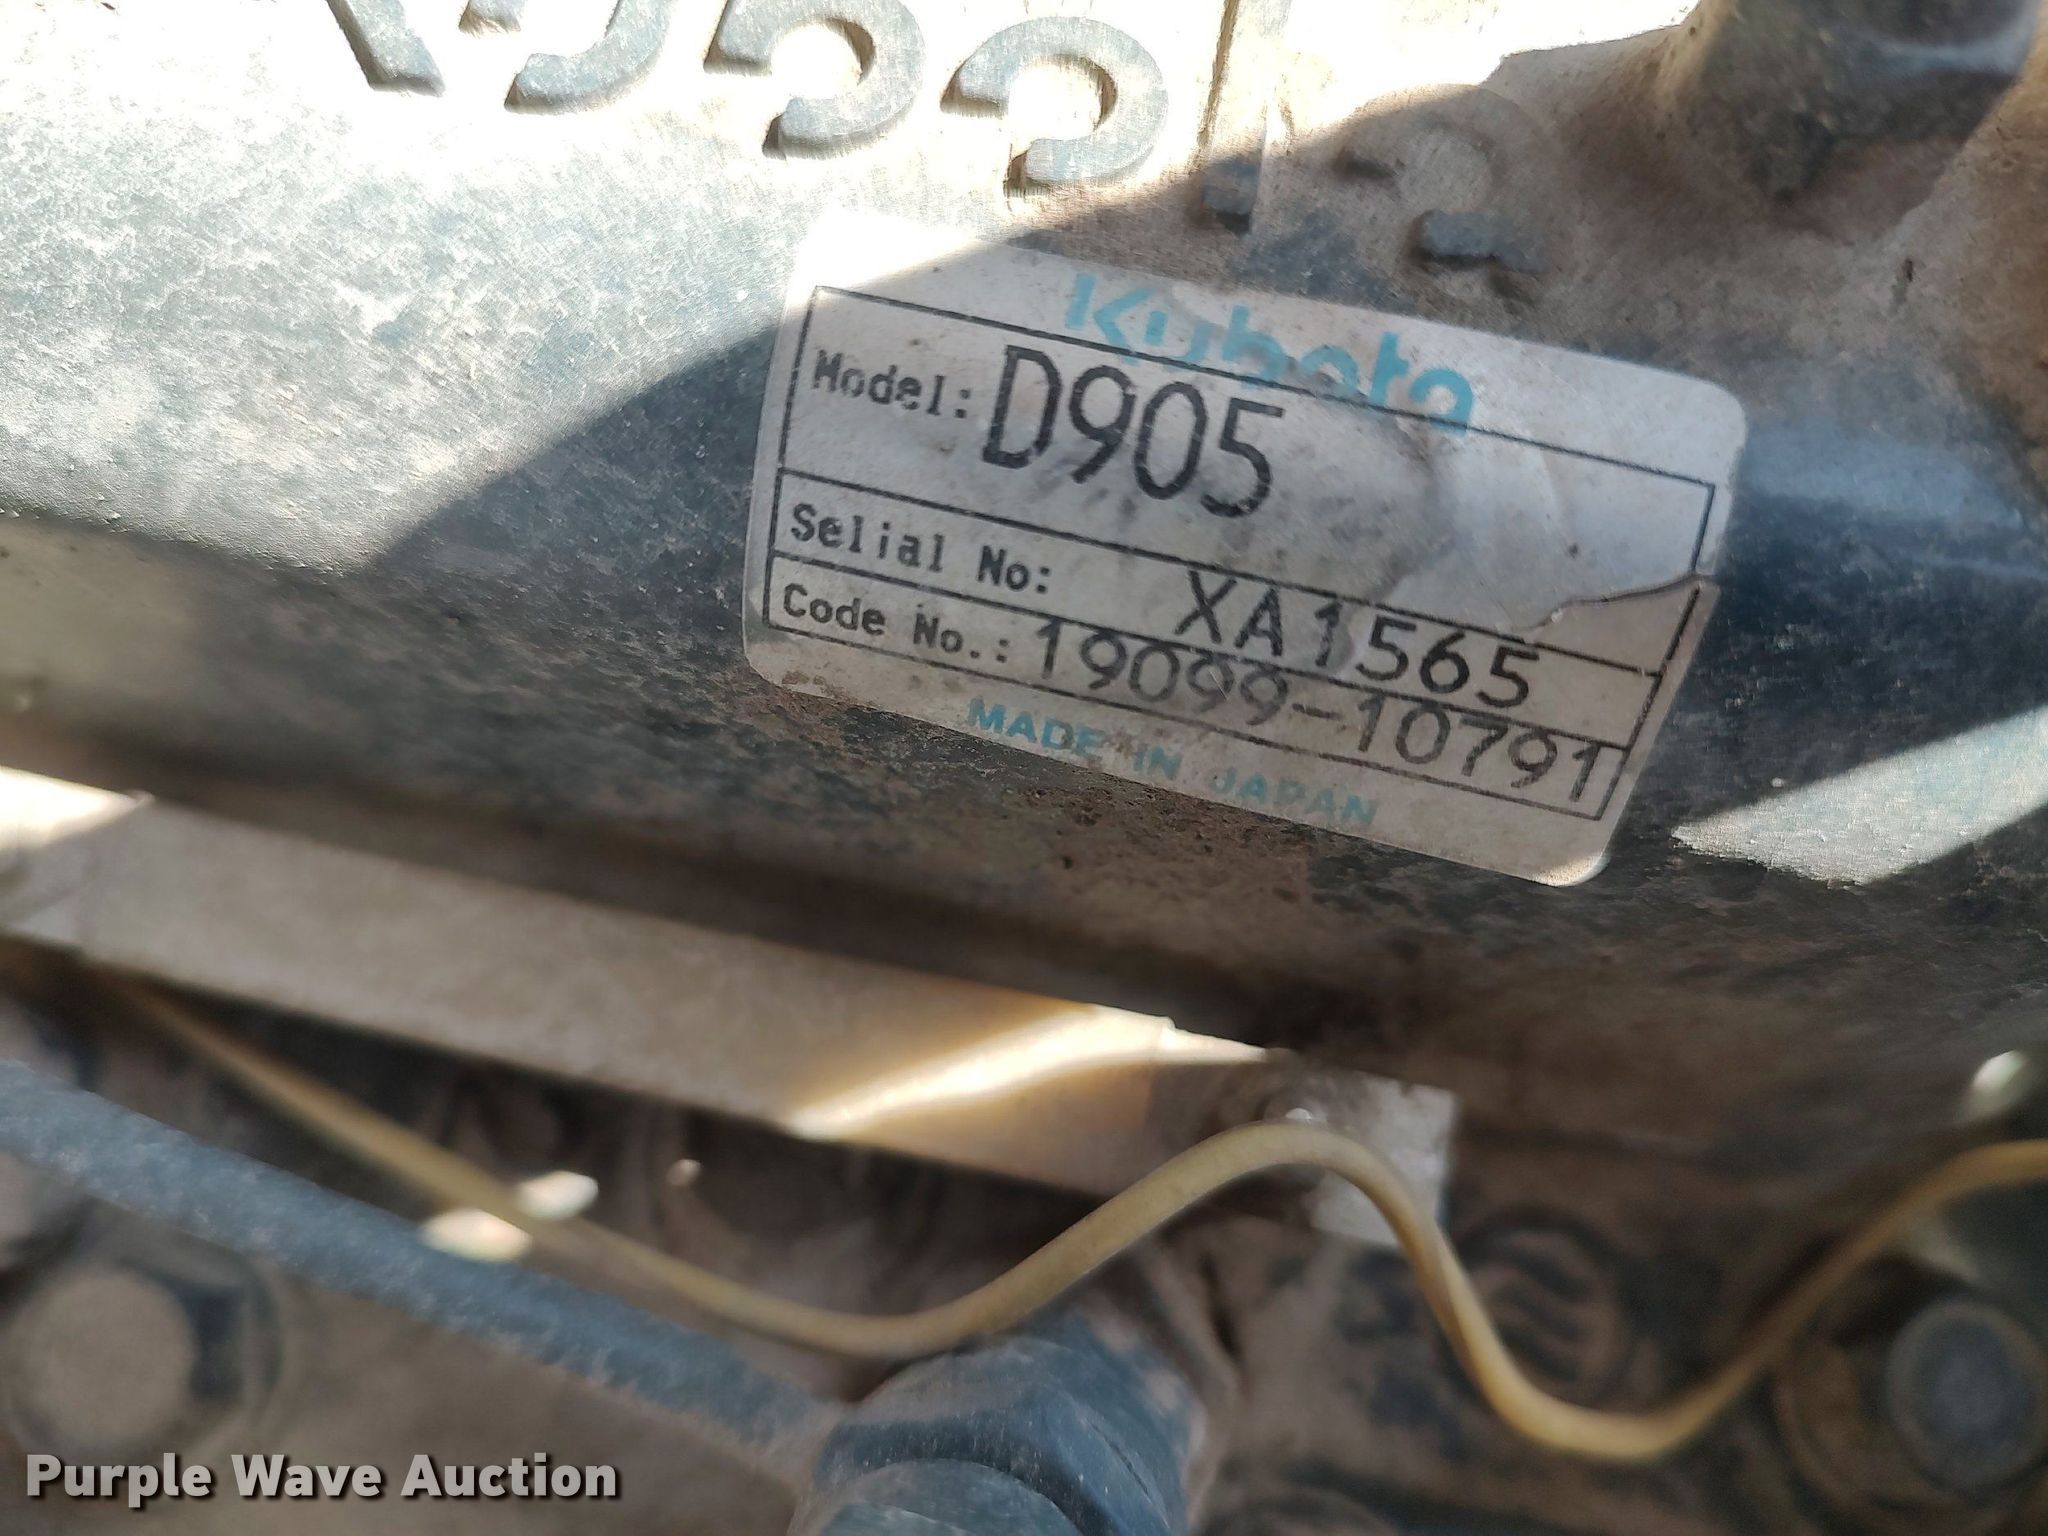 Kubota
Model: D905
Selial No: XA1565
Code No.: 19099-10791
MADE IN JAPAN
Purple Wave Auction